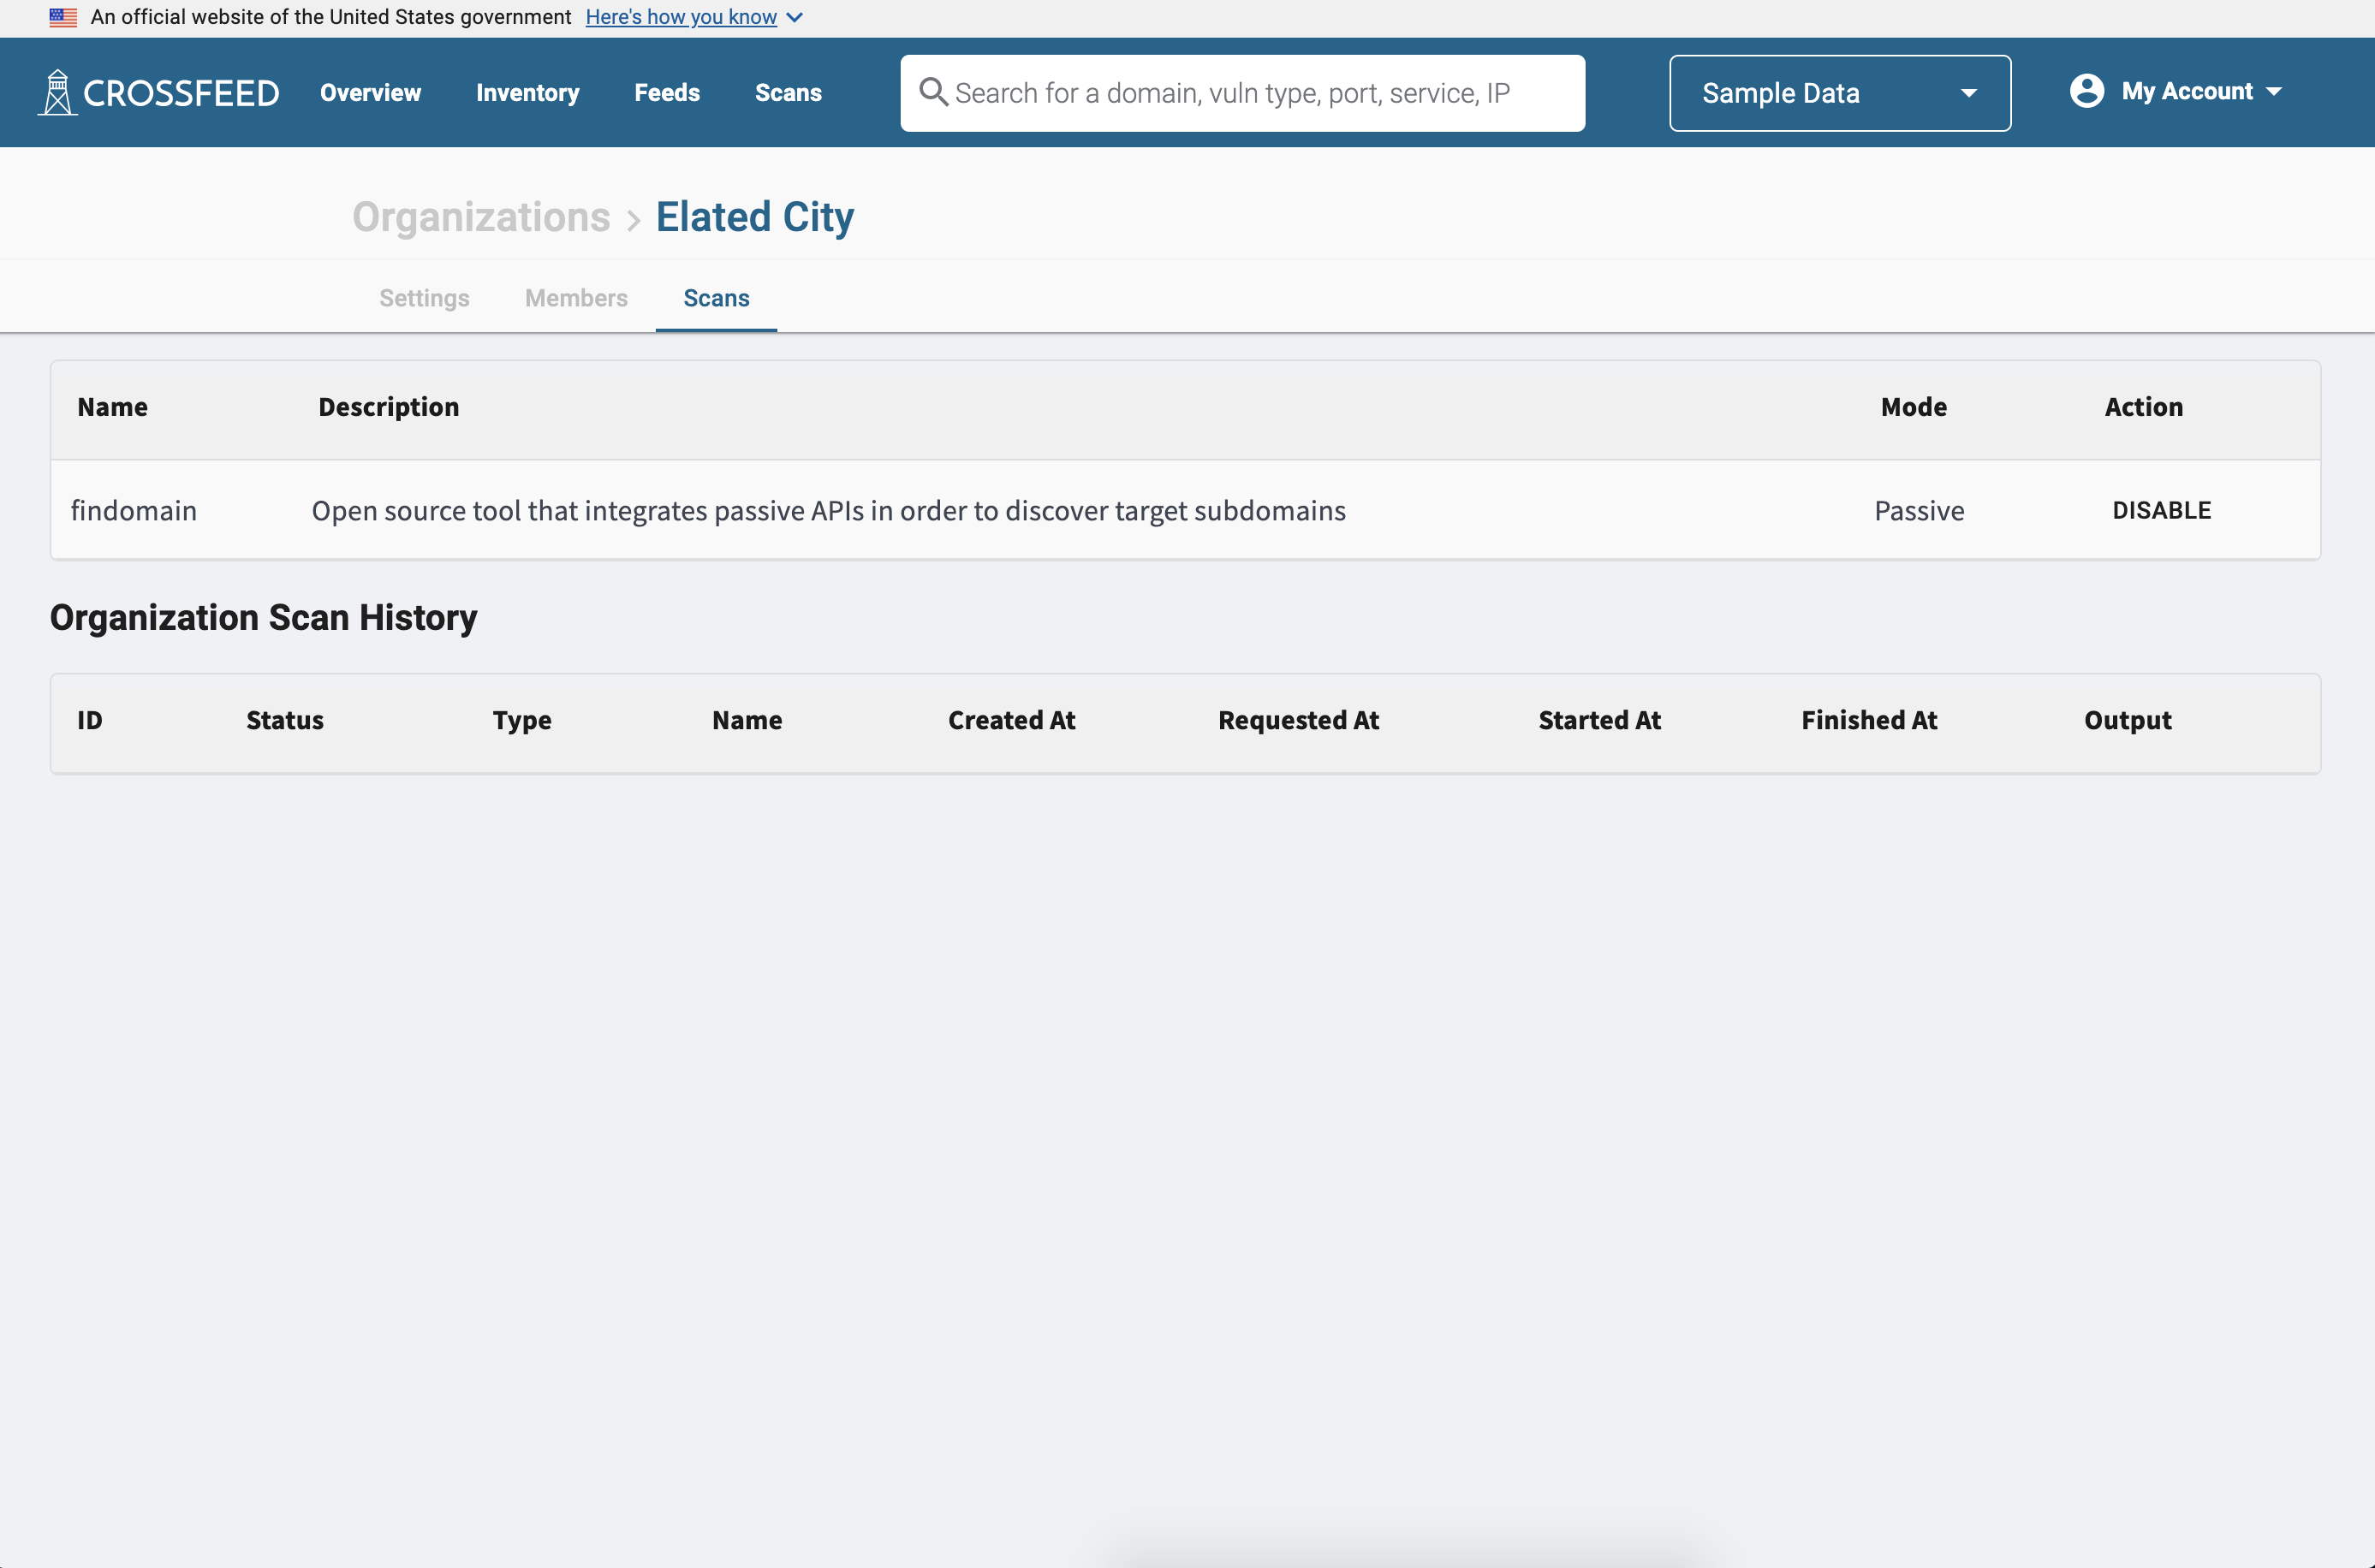 An official website of the United States government Here's how you know
CROSSFEED Overview Inventory Feeds Scans Search for a domain, vuln type, port, service, IP Sample Data My Account
Organizations > Elated City
Settings Members Scans
Name Description Mode Action
findomain Open source tool that integrates passive APIs in order to discover target subdomains Passive DISABLE
Organization Scan History
ID Status Type Name Created At Requested At Started At Finished At Output